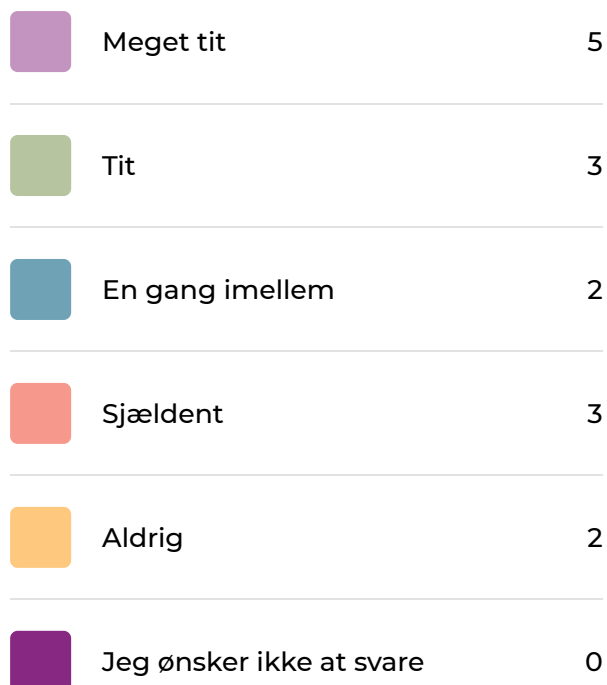 Meget tit 5
Tit 3
En gang imellem 2
Sjældent 3
Aldrig 2
Jeg ønsker ikke at svare 0